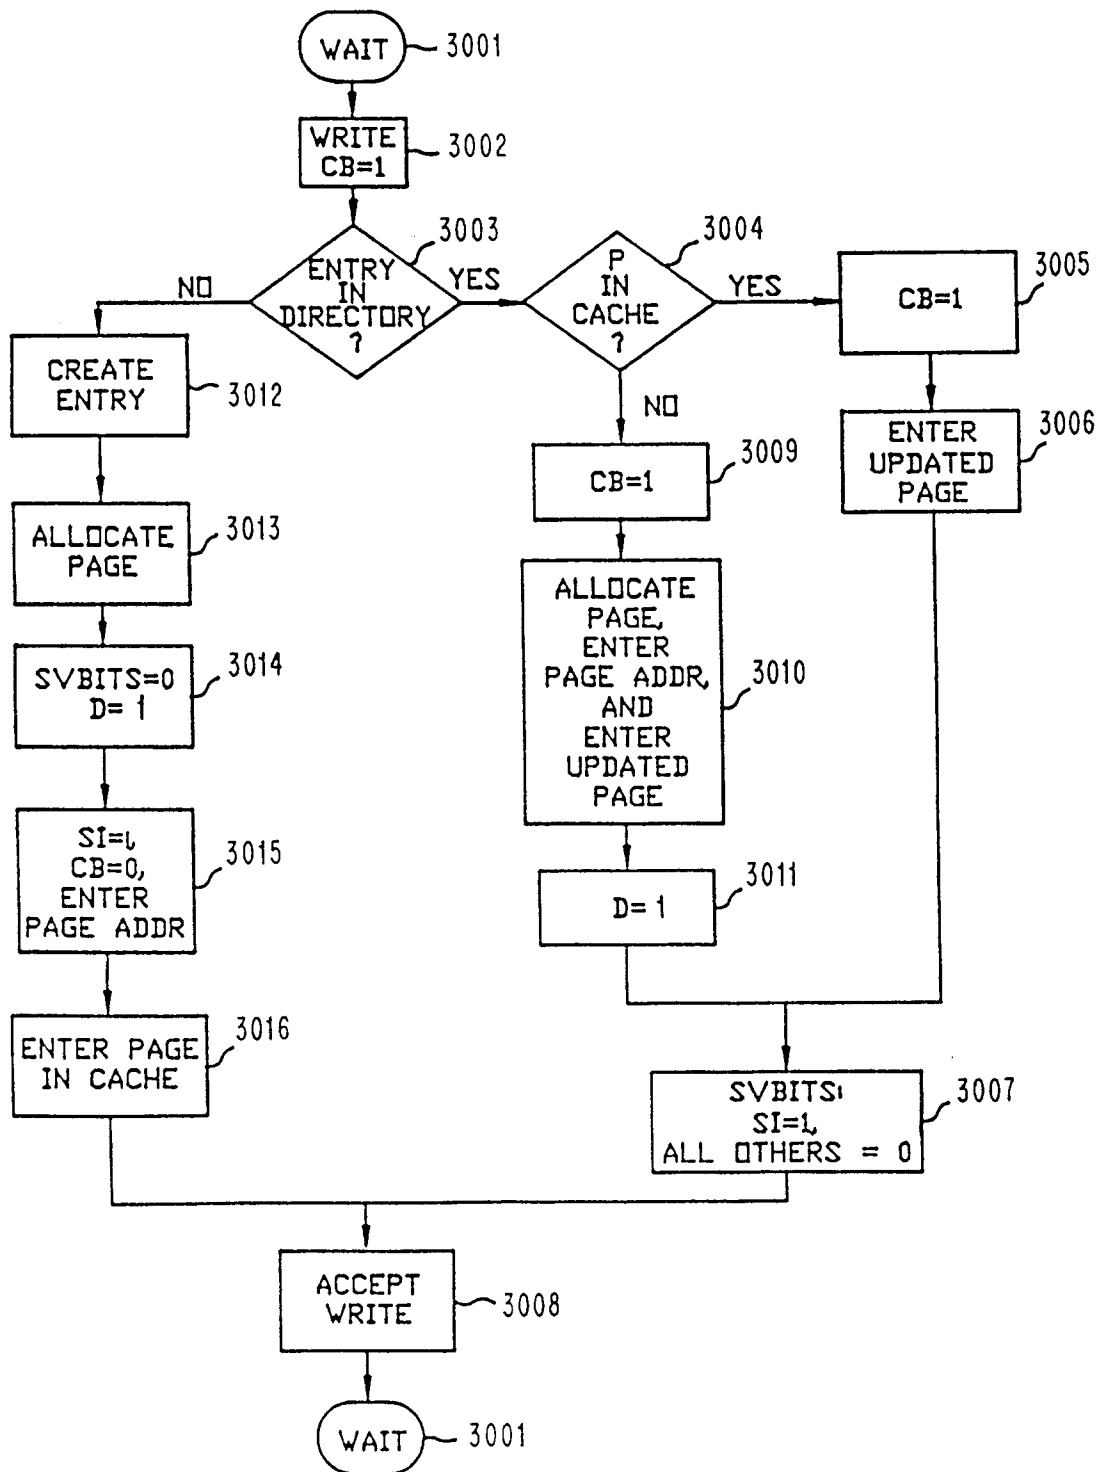 WAIT
3001
WRITE
CB=1
3002
ENTRY
IN
DIRECTORY
?
3003
NO
YES
P
IN
CACHE
?
3004
YES
NO
CB=1
3005
ENTER
UPDATED
PAGE
3006
CREATE
ENTRY
3012
CB=1
3009
ALLOCATE
PAGE
3013
ALLOCATE
PAGE,
ENTER
PAGE ADDR,
AND
ENTER
UPDATED
PAGE
3010
SVBITS=0
D= 1
3014
SI=1,
CB=0,
ENTER
PAGE ADDR
3015
D= 1
3011
ENTER PAGE
IN CACHE
3016
SVBITS:
SI=1,
ALL OTHERS = 0
3007
ACCEPT
WRITE
3008
WAIT
3001